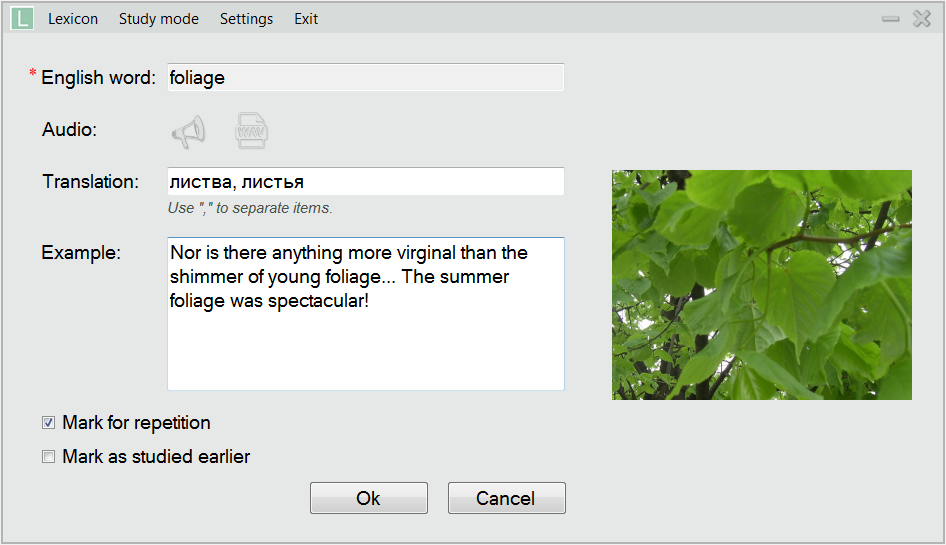 L Lexicon Study mode Settings Exit
* English word: foliage
Audio: WAV
Translation: листва, листья
Use "," to separate items.
Example: Nor is there anything more virginal than the
shimmer of young foliage... The summer
foliage was spectacular!
Mark for repetition
Mark as studied earlier
Ok Cancel